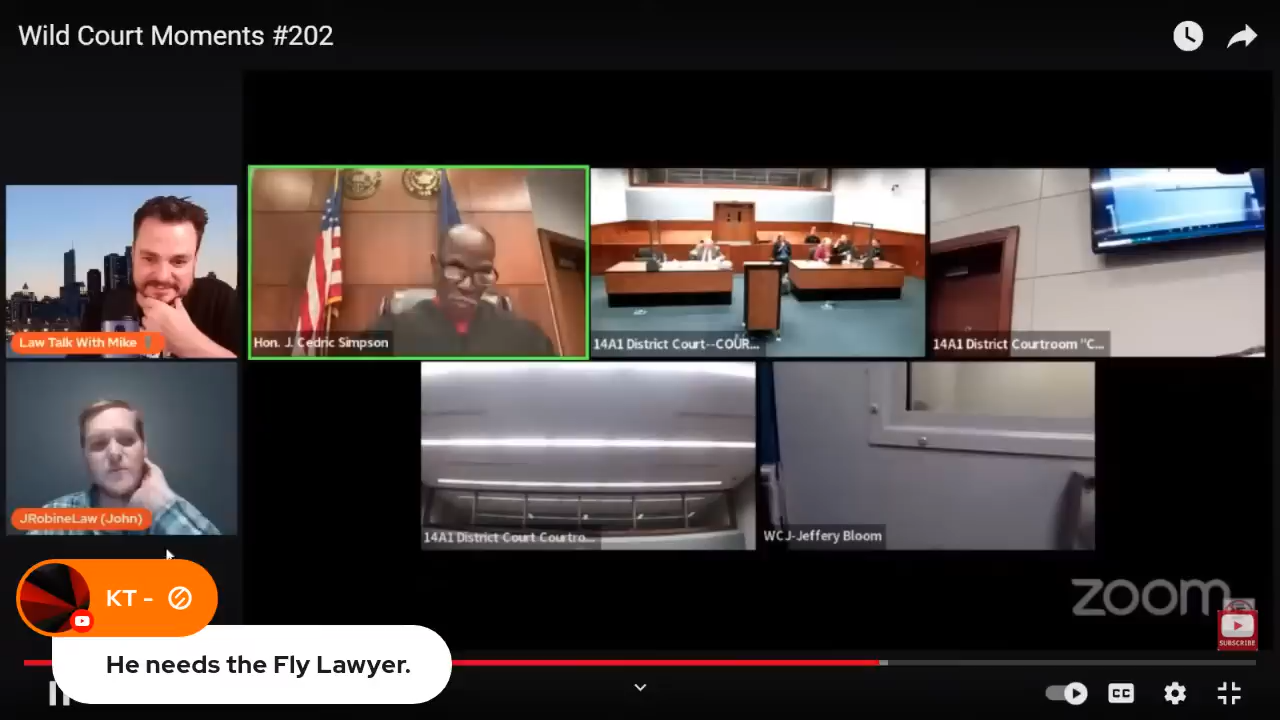 Wild Court Moments #202
Law Talk With Mike
Hon. J. Cedric Simpson
14A1 District Court--COUR...
14A1 District Courtroom "C...
JRobineLaw (John)
14A1 District Court Courtro...
WCJ-Jeffery Bloom
KT -
zoom
SUBSCRIBE
He needs the Fly Lawyer.
CC